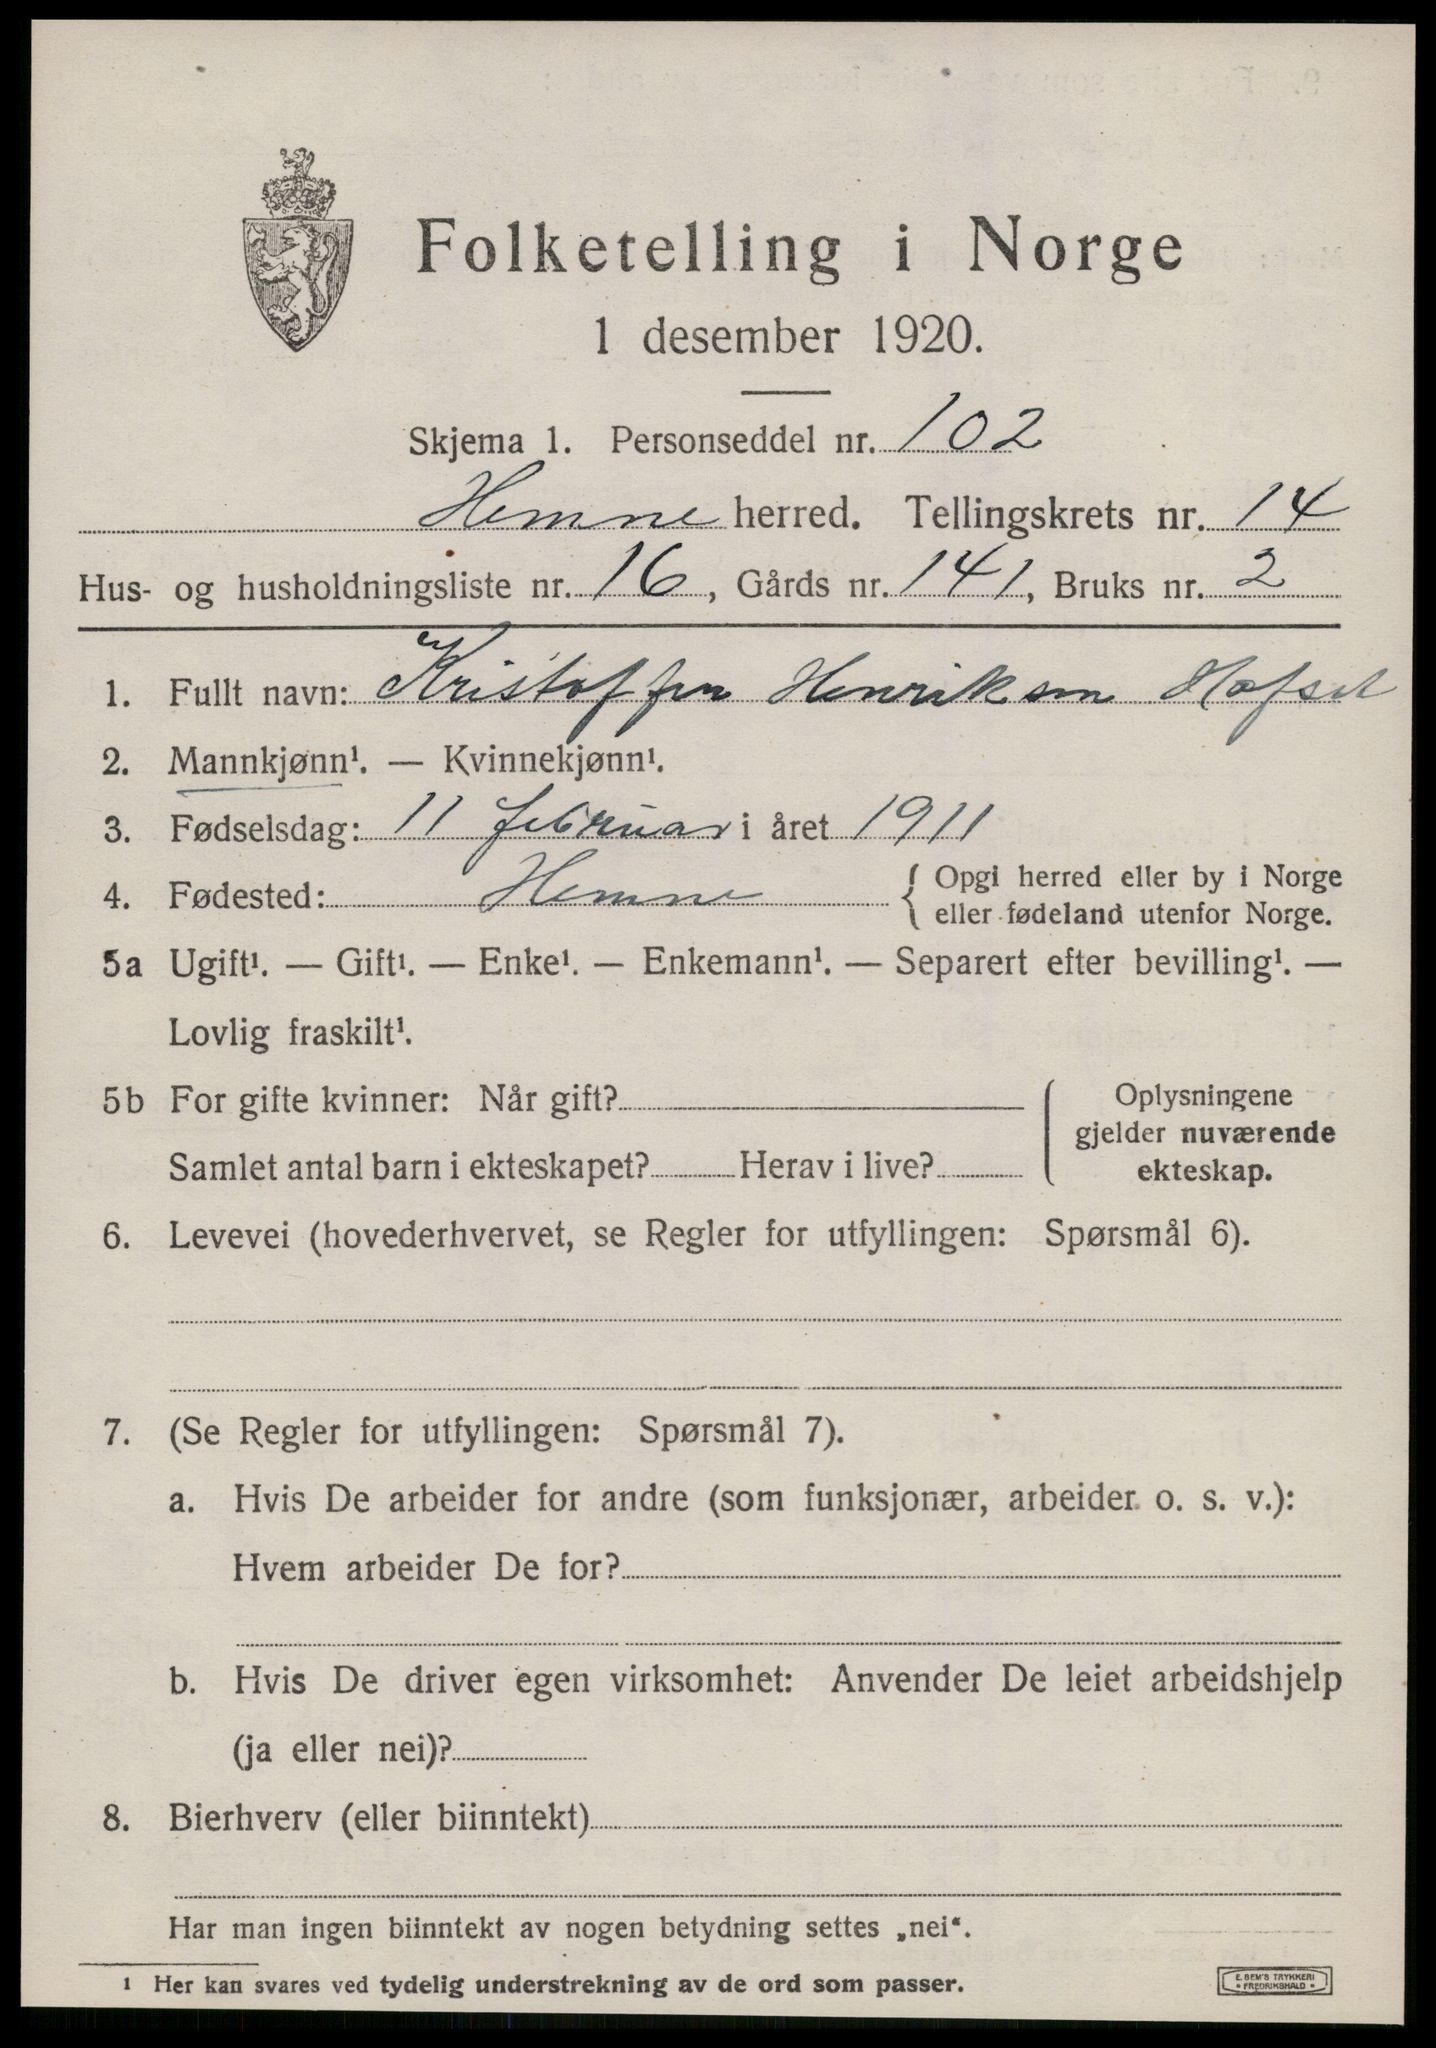 Folketelling i Norge
1 desember 1920.
Skjema 1. Personseddel nr. 102
Hemne herred. Tellingskrets nr. 14
Hus- og husholdningsliste nr. 16, Gårds nr. 141, Bruks nr. 2
1. Fullt navn: Kristoffer Henriksen Hafsel
2. Mannkjønn¹. — Kvinnekjønn¹.
3. Fødselsdag: 11 februar i året 1911
4. Fødested: Hemne { Opgi herred eller by i Norge
eller fødeland utenfor Norge.
5a Ugift¹. — Gift¹. — Enke¹. — Enkemann¹. — Separert efter bevilling¹. —
Lovlig fraskilt¹.
5b For gifte kvinner: Når gift?
Samlet antal barn i ekteskapet? Herav i live?
Oplysningene
gjelder nuværende
ekteskap.
6. Levevei (hovederhvervet, se Regler for utfyllingen: Spørsmål 6).
7. (Se Regler for utfyllingen: Spørsmål 7).
a. Hvis De arbeider for andre (som funksjonær, arbeider o. s. v.):
Hvem arbeider De for?
b. Hvis De driver egen virksomhet: Anvender De leiet arbeidshjelp
(ja eller nei)?
8. Bierhverv (eller biinntekt)
Har man ingen biinntekt av nogen betydning settes „nei“.
1 Her kan svares ved tydelig understrekning av de ord som passer.
E. SEM'S TRYKKERI
• FREDRIKSHALD •